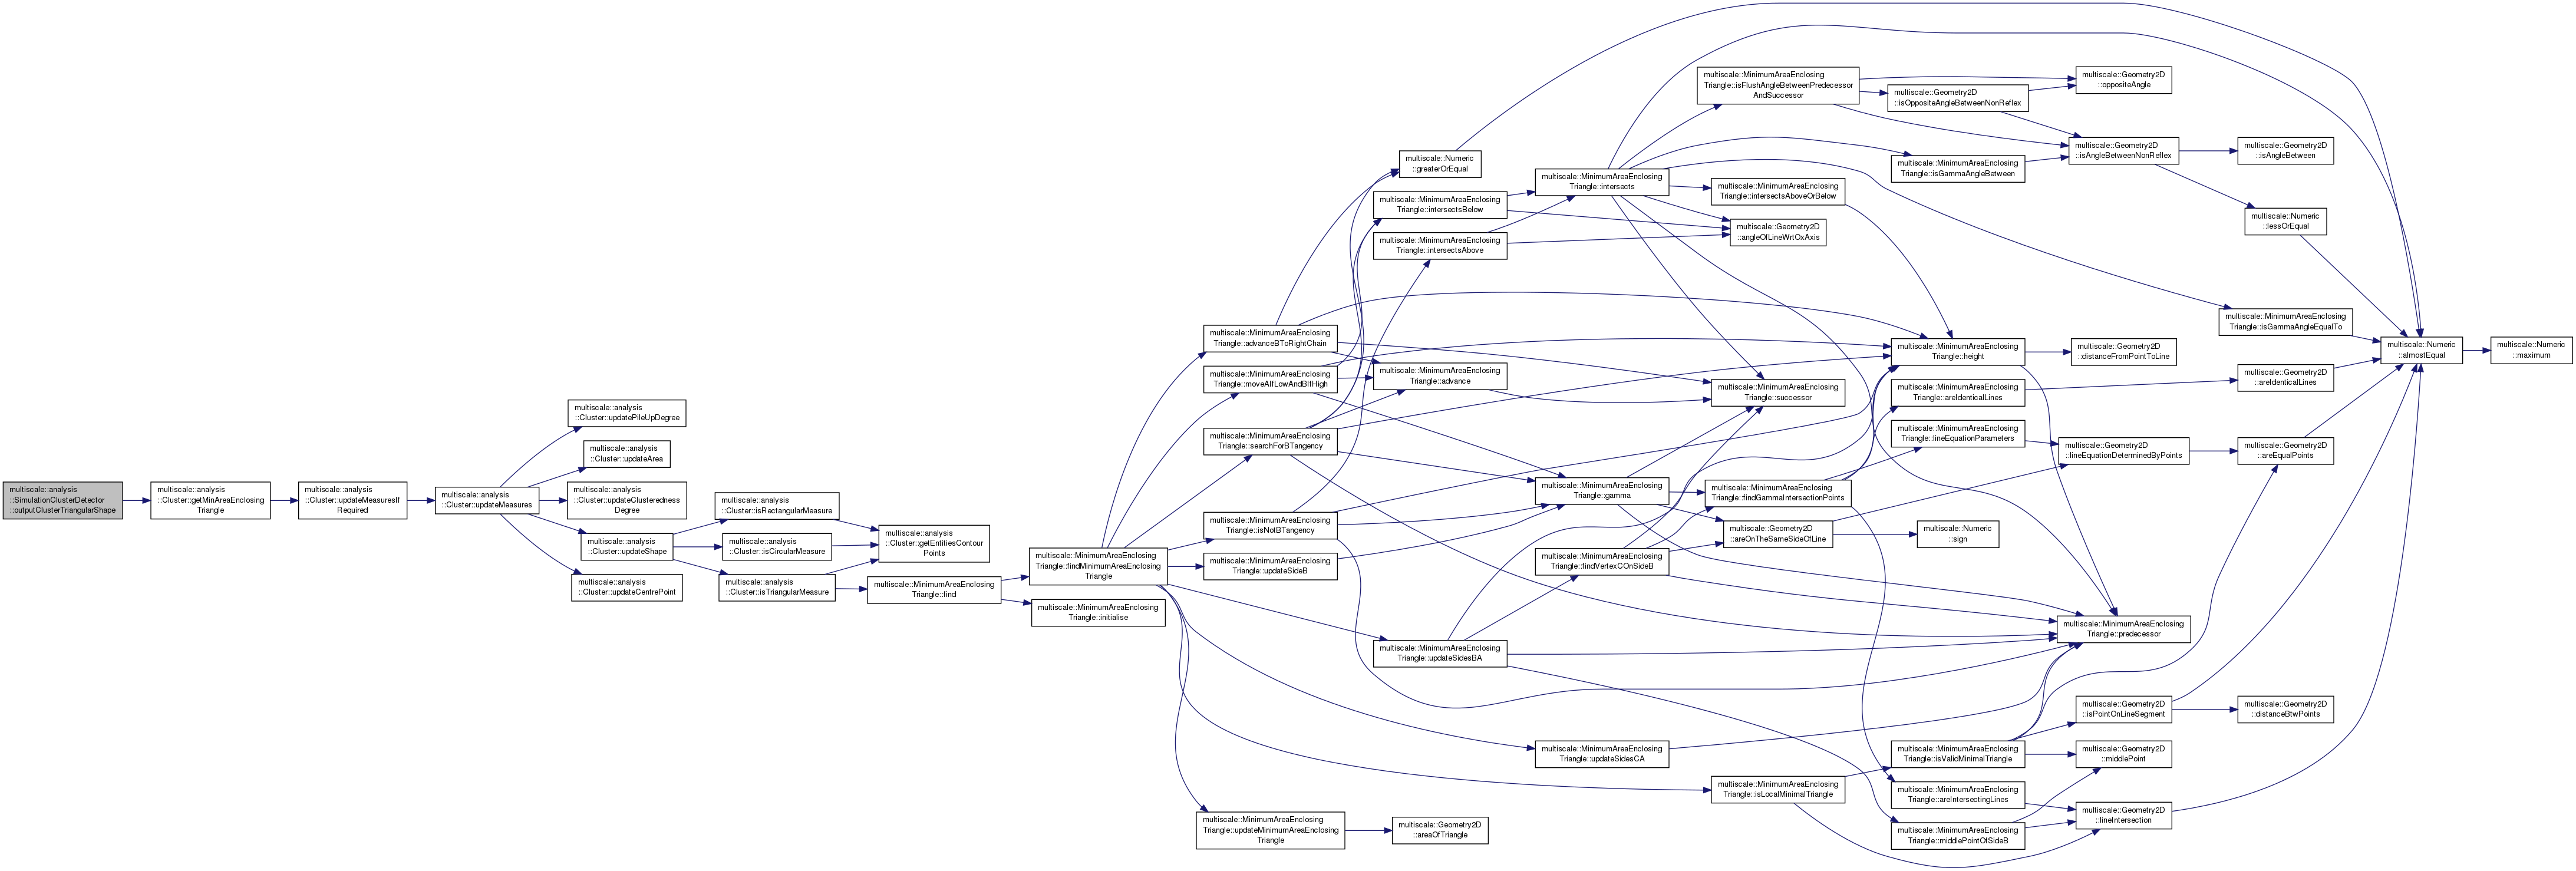 multiscale::analysis
::SimulationClusterDetector
::outputClusterTriangularShape
multiscale::analysis
::Cluster::getMinAreaEnclosing
Triangle
multiscale::analysis
::Cluster::updateMeasuresIf
Required
multiscale::analysis
::Cluster::updateMeasures
multiscale::analysis
::Cluster::updatePileUpDegree
multiscale::analysis
::Cluster::updateArea
multiscale::analysis
::Cluster::updateClusteredness
Degree
multiscale::analysis
::Cluster::updateShape
multiscale::analysis
::Cluster::updateCentrePoint
multiscale::analysis
::Cluster::isRectangularMeasure
multiscale::analysis
::Cluster::isCircularMeasure
multiscale::analysis
::Cluster::isTriangularMeasure
multiscale::analysis
::Cluster::getEntitiesContour
Points
multiscale::MinimumAreaEnclosing
Triangle::find
multiscale::MinimumAreaEnclosing
Triangle::findMinimumAreaEnclosing
Triangle
multiscale::MinimumAreaEnclosing
Triangle::initialise
multiscale::MinimumAreaEnclosing
Triangle::advanceBToRightChain
multiscale::MinimumAreaEnclosing
Triangle::moveAIfLowAndBIfHigh
multiscale::MinimumAreaEnclosing
Triangle::searchForBTangency
multiscale::MinimumAreaEnclosing
Triangle::isNotBTangency
multiscale::MinimumAreaEnclosing
Triangle::updateSideB
multiscale::MinimumAreaEnclosing
Triangle::updateMinimumAreaEnclosing
Triangle
multiscale::Numeric
::greaterOrEqual
multiscale::MinimumAreaEnclosing
Triangle::intersectsBelow
multiscale::MinimumAreaEnclosing
Triangle::intersectsAbove
multiscale::MinimumAreaEnclosing
Triangle::advance
multiscale::MinimumAreaEnclosing
Triangle::updateSidesBA
multiscale::Geometry2D
::areaOfTriangle
multiscale::MinimumAreaEnclosing
Triangle::intersects
multiscale::MinimumAreaEnclosing
Triangle::gamma
multiscale::MinimumAreaEnclosing
Triangle::findVertexCOnSideB
multiscale::MinimumAreaEnclosing
Triangle::updateSidesCA
multiscale::MinimumAreaEnclosing
Triangle::isFlushAngleBetweenPredecessor
AndSuccessor
multiscale::MinimumAreaEnclosing
Triangle::intersectsAboveOrBelow
multiscale::Geometry2D
::angleOfLineWrtOxAxis
multiscale::MinimumAreaEnclosing
Triangle::successor
multiscale::MinimumAreaEnclosing
Triangle::findGammaIntersectionPoints
multiscale::Geometry2D
::areOnTheSameSideOfLine
multiscale::MinimumAreaEnclosing
Triangle::isLocalMinimalTriangle
multiscale::Geometry2D
::isOppositeAngleBetweenNonReflex
multiscale::MinimumAreaEnclosing
Triangle::isGammaAngleBetween
multiscale::MinimumAreaEnclosing
Triangle::height
multiscale::MinimumAreaEnclosing
Triangle::areIdenticalLines
multiscale::MinimumAreaEnclosing
Triangle::lineEquationParameters
multiscale::Numeric
::sign
multiscale::MinimumAreaEnclosing
Triangle::isValidMinimalTriangle
multiscale::MinimumAreaEnclosing
Triangle::areIntersectingLines
multiscale::MinimumAreaEnclosing
Triangle::middlePointOfSideB
multiscale::Geometry2D
::oppositeAngle
multiscale::Geometry2D
::isAngleBetweenNonReflex
multiscale::Geometry2D
::distanceFromPointToLine
multiscale::Geometry2D
::lineEquationDeterminedByPoints
multiscale::MinimumAreaEnclosing
Triangle::predecessor
multiscale::Geometry2D
::isPointOnLineSegment
multiscale::Geometry2D
::middlePoint
multiscale::Geometry2D
::lineIntersection
multiscale::Geometry2D
::isAngleBetween
multiscale::Numeric
::lessOrEqual
multiscale::MinimumAreaEnclosing
Triangle::isGammaAngleEqualTo
multiscale::Geometry2D
::areIdenticalLines
multiscale::Geometry2D
::areEqualPoints
multiscale::Geometry2D
::distanceBtwPoints
multiscale::Numeric
::almostEqual
multiscale::Numeric
::maximum